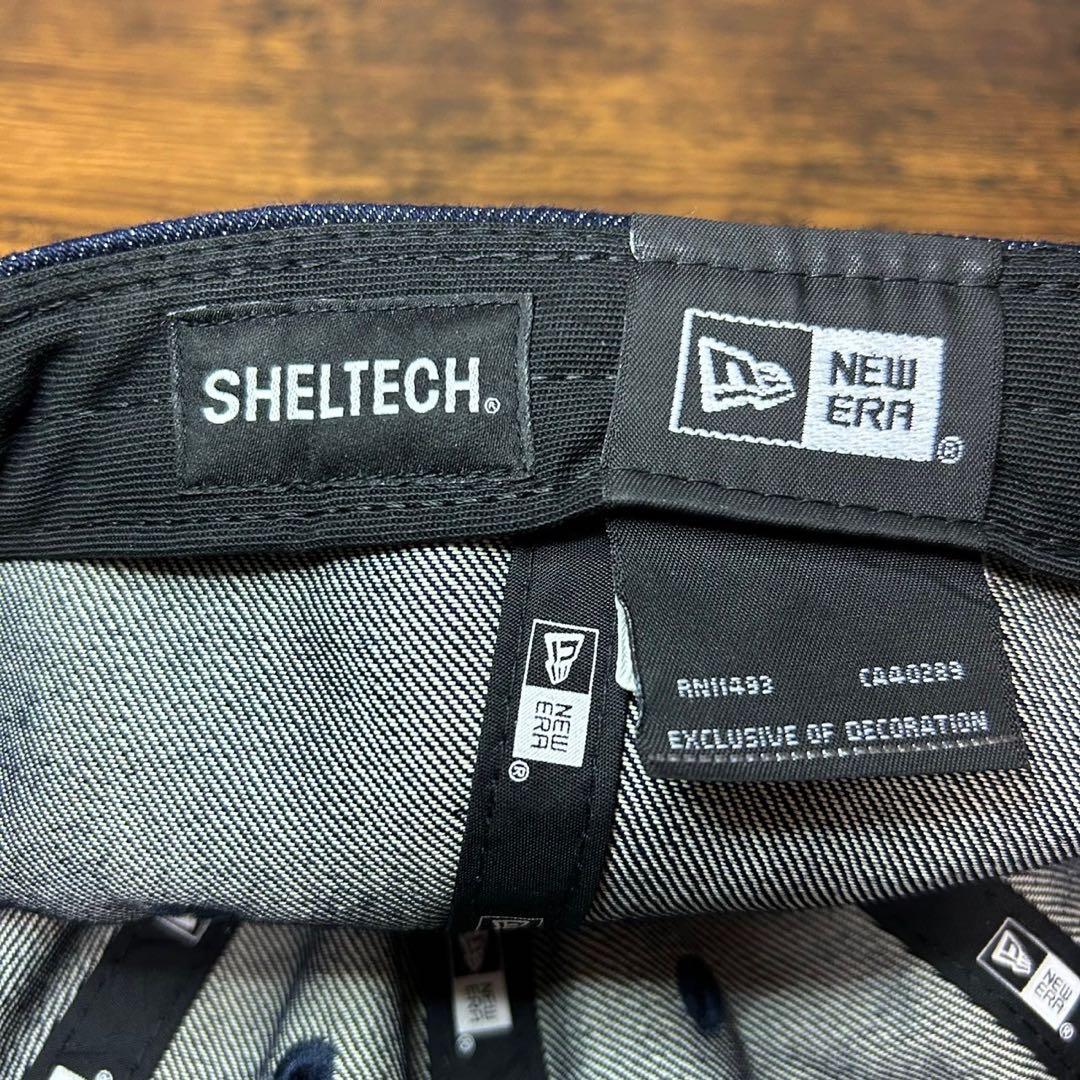 SHELTECH®
NEW
ERA
®
NEW
ERA
®
RN11493 CA40289
EXCLUSIVE OF DECORATION
NEW
ERA
®